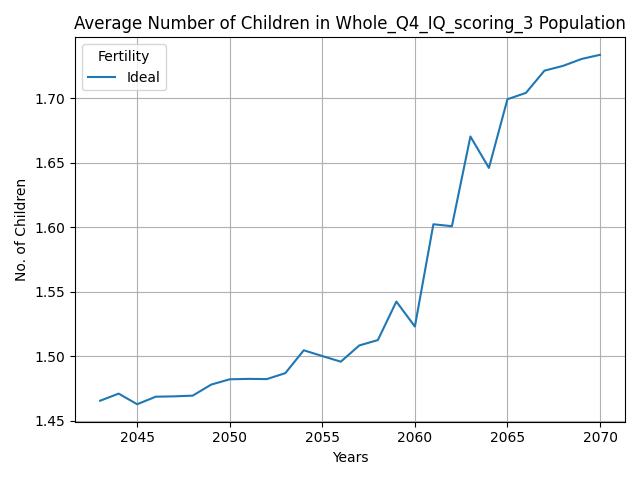 Average Number of Children in Whole_Q4_IQ_scoring_3 Population
Fertility
Ideal
No. of Children
1.70
1.65
1.60
1.55
1.50
1.45
2045 2050 2055 2060 2065 2070
Years